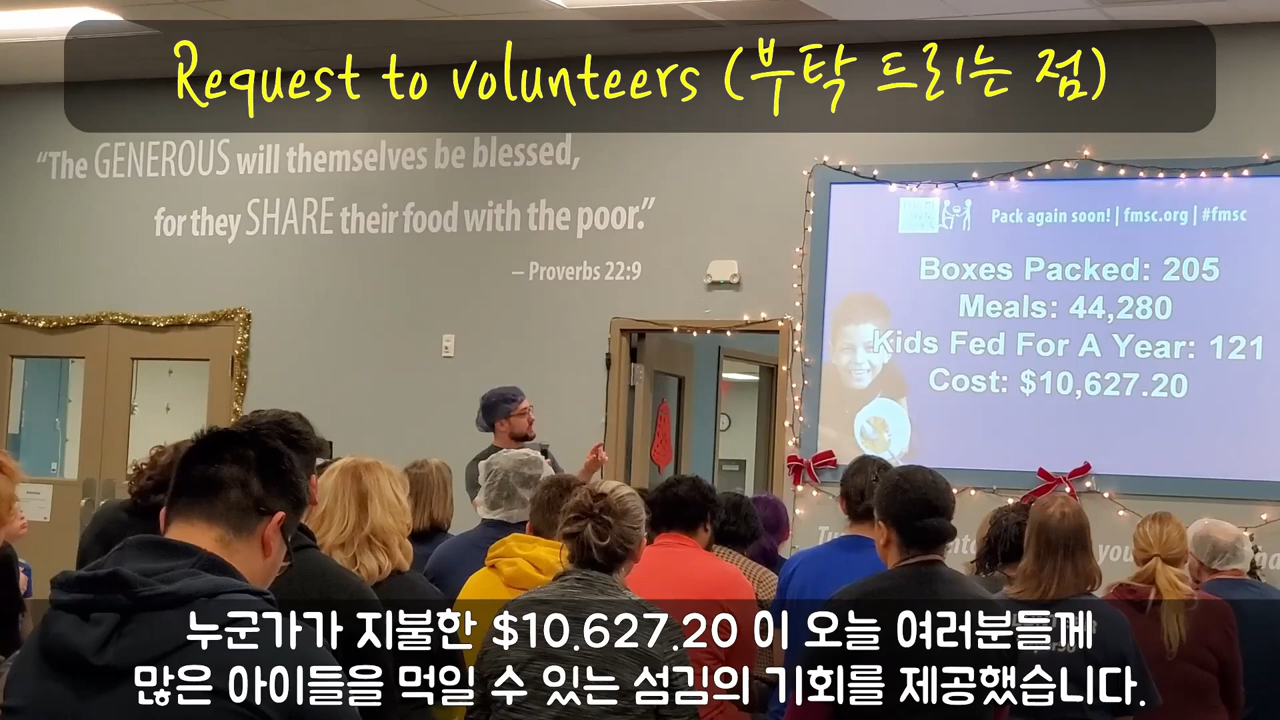 Request to volunteers (부탁 드리는 점)
“The GENEROUS will themselves be blessed,
for they SHARE their food with the poor.”
– Proverbs 22:9
Pack again soon! | fmsc.org | #fmsc
Boxes Packed: 205
Meals: 44,280
Kids Fed For A Year: 121
Cost: $10,627.20
누군가가 지불한 $10.627.20 이 오늘 여러분들께
많은 아이들을 먹일 수 있는 섬김의 기회를 제공했습니다.